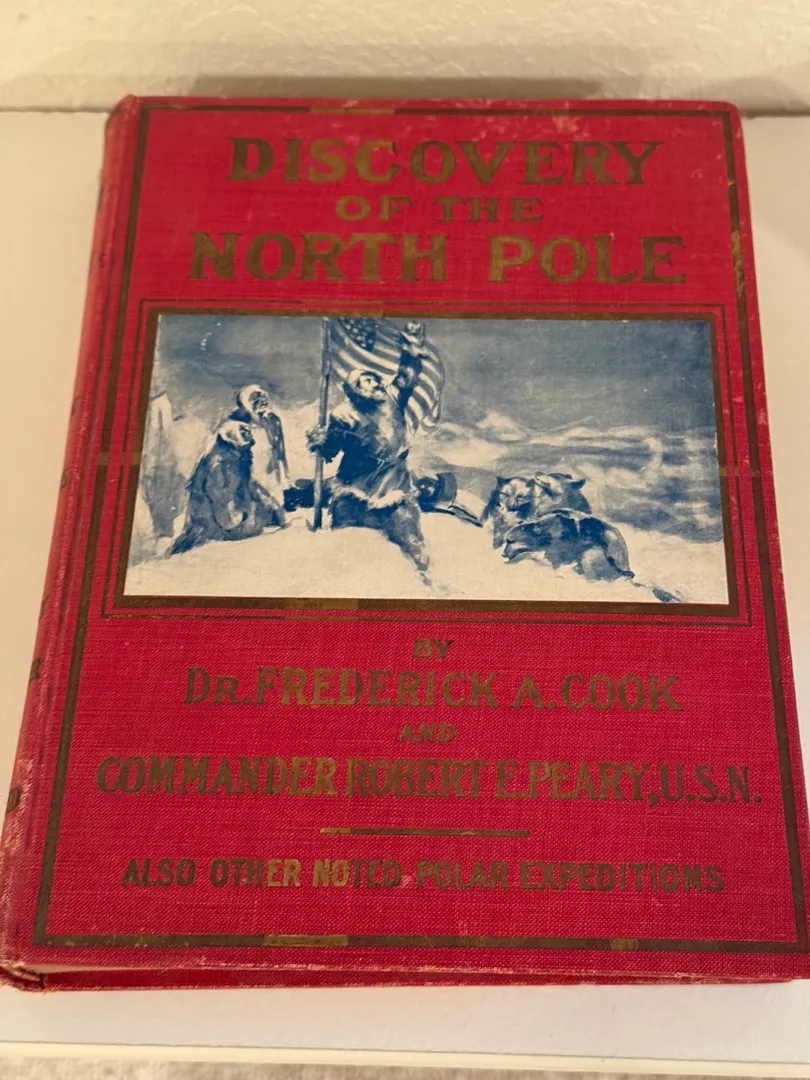 DISCOVERY
OF THE
NORTH POLE
BY
DR. FREDERICK A. COOK
AND
COMMANDER ROBERT E. PEARY, U.S.N.
ALSO OTHER NOTED POLAR EXPEDITIONS